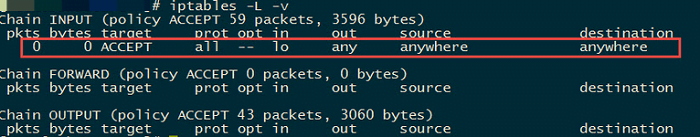 # iptables -L -v
Chain INPUT (policy ACCEPT 59 packets, 3596 bytes)
pkts bytes target prot opt in out source destination
0 0 ACCEPT all -- lo any anywhere anywhere
Chain FORWARD (policy ACCEPT 0 packets, 0 bytes)
pkts bytes target prot opt in out source destination
Chain OUTPUT (policy ACCEPT 43 packets, 3060 bytes)
pkts bytes target prot opt in out source destination